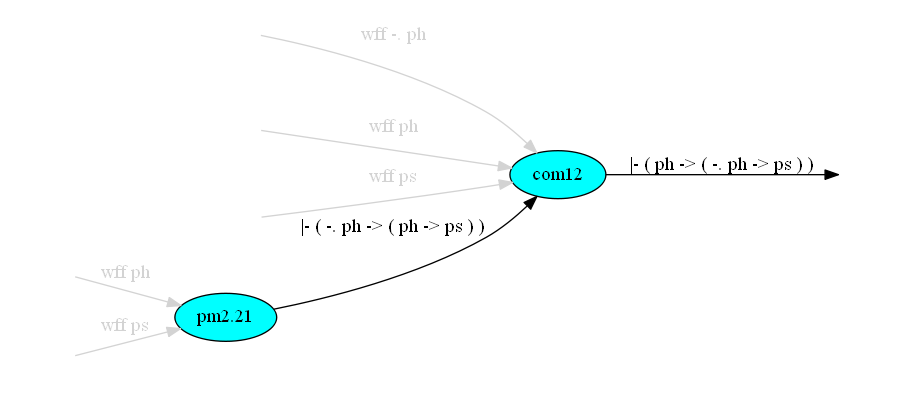 wff -. ph
wff ph
wff ps
com12
|- ( ph -> ( -. ph -> ps ) )
|- ( -. ph -> ( ph -> ps ) )
wff ph
wff ps
pm2.21